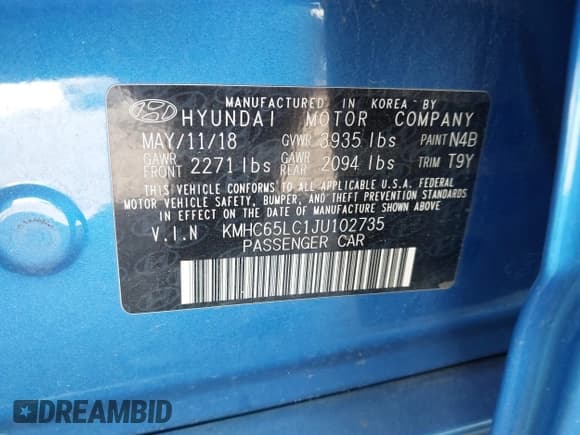 MANUFACTURED IN KOREA BY
HYUNDAI MOTOR COMPANY
MAY/11/18 GVWR 3935 lbs PAINT N4B
GAWR FRONT 2271 lbs GAWR REAR 2094 lbs TRIM T9Y
THIS VEHICLE CONFORMS TO ALL APPLICABLE U.S.A. FEDERAL
MOTOR VEHICLE SAFETY, BUMPER, AND THEFT PREVENTION STANDARDS
IN EFFECT ON THE DATE OF MANUFACTURE SHOWN ABOVE.
V.I.N KMHC65LC1JU102735
PASSENGER CAR
DREAMBID